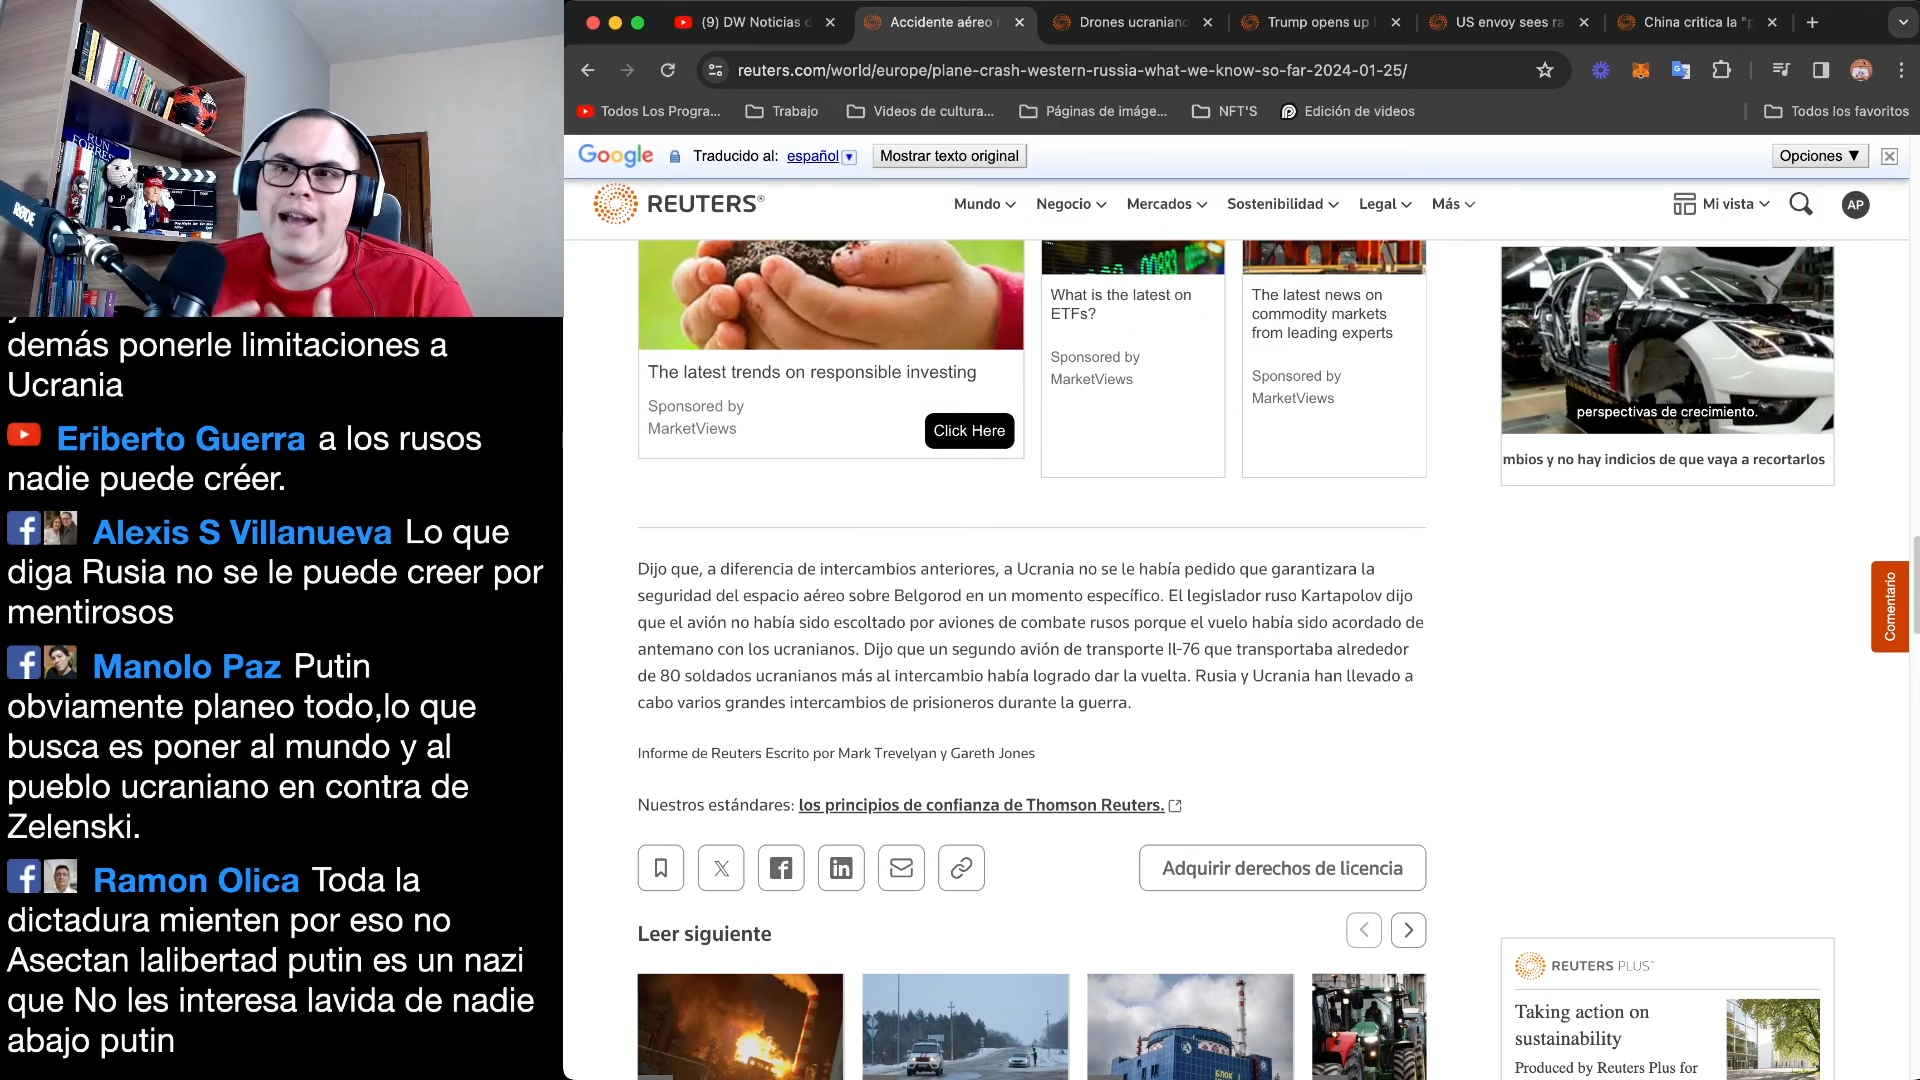 (9) DW Noticias d
Accidente aéreo r
Drones ucraniano
Trump opens up
US envoy sees ra
China critica la "p
reuters.com/world/europe/plane-crash-western-russia-what-we-know-so-far-2024-01-25/
Todos Los Progra...
Trabajo
Videos de cultura...
Páginas de imáge...
NFT'S
Edición de videos
Todos los favoritos
Google
Traducido al: español
Mostrar texto original
Opciones ▼
REUTERS®
Mundo
Negocio
Mercados
Sostenibilidad
Legal
Más
Mi vista
AP
RUN
FORREST
RØDE
demás ponerle limitaciones a
Ucrania
Eriberto Guerra a los rusos
nadie puede créer.
Alexis S Villanueva Lo que
diga Rusia no se le puede creer por
mentirosos
Manolo Paz Putin
obviamente planeo todo,lo que
busca es poner al mundo y al
pueblo ucraniano en contra de
Zelenski.
Ramon Olica Toda la
dictadura mienten por eso no
Asectan lalibertad putin es un nazi
que No les interesa lavida de nadie
abajo putin
The latest trends on responsible investing
Sponsored by
MarketViews
Click Here
What is the latest on
ETFs?
Sponsored by
MarketViews
The latest news on
commodity markets
from leading experts
Sponsored by
MarketViews
perspectivas de crecimiento.
mbios y no hay indicios de que vaya a recortarlos
Dijo que, a diferencia de intercambios anteriores, a Ucrania no se le había pedido que garantizara la
seguridad del espacio aéreo sobre Belgorod en un momento específico. El legislador ruso Kartapolov dijo
que el avión no había sido escoltado por aviones de combate rusos porque el vuelo había sido acordado de
antemano con los ucranianos. Dijo que un segundo avión de transporte Il-76 que transportaba alrededor
de 80 soldados ucranianos más al intercambio había logrado dar la vuelta. Rusia y Ucrania han llevado a
cabo varios grandes intercambios de prisioneros durante la guerra.
Informe de Reuters Escrito por Mark Trevelyan y Gareth Jones
Nuestros estándares: los principios de confianza de Thomson Reuters.
Adquirir derechos de licencia
Comentario
Leer siguiente
БЛОК
REUTERS PLUS
Taking action on
sustainability
Produced by Reuters Plus for